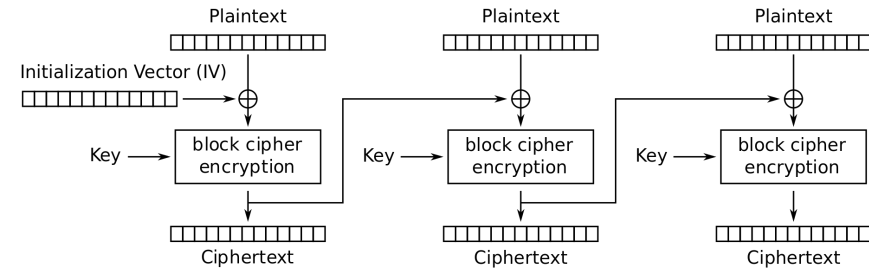 Plaintext
Plaintext
Plaintext
Initialization Vector (IV)
Key
block cipher
encryption
Key
block cipher
encryption
Key
block cipher
encryption
Ciphertext
Ciphertext
Ciphertext